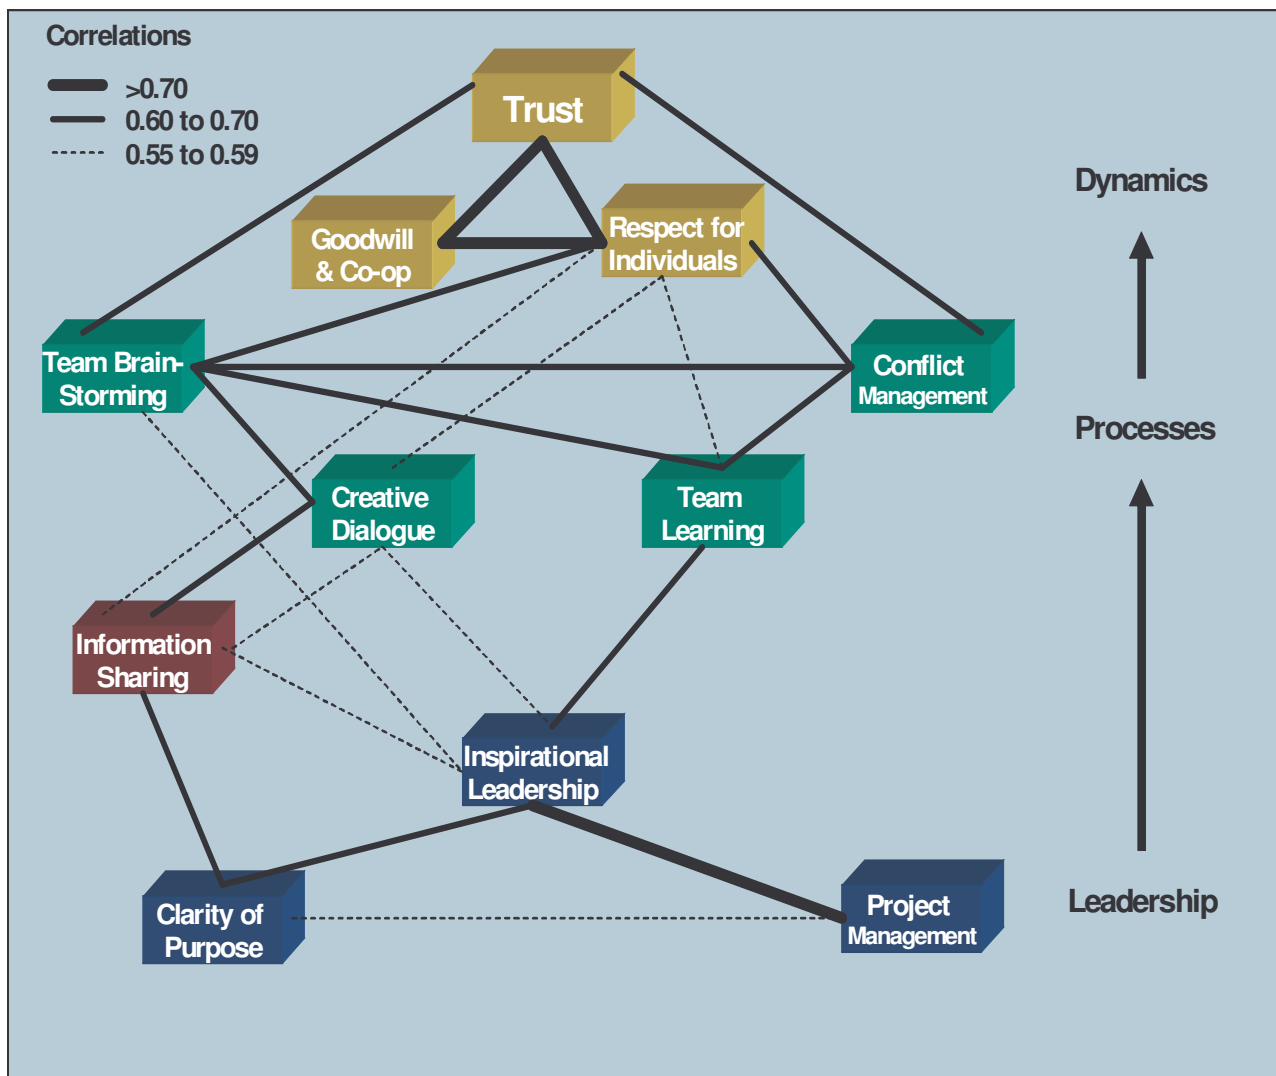 Correlations
>0.70
0.60 to 0.70
0.55 to 0.59
Trust
Dynamics
Goodwill
& Co-op
Respect for
Individuals
Team Brain-
Storming
Conflict
Management
Processes
Creative
Dialogue
Team
Learning
Information
Sharing
Inspirational
Leadership
Clarity of
Purpose
Project
Management
Leadership